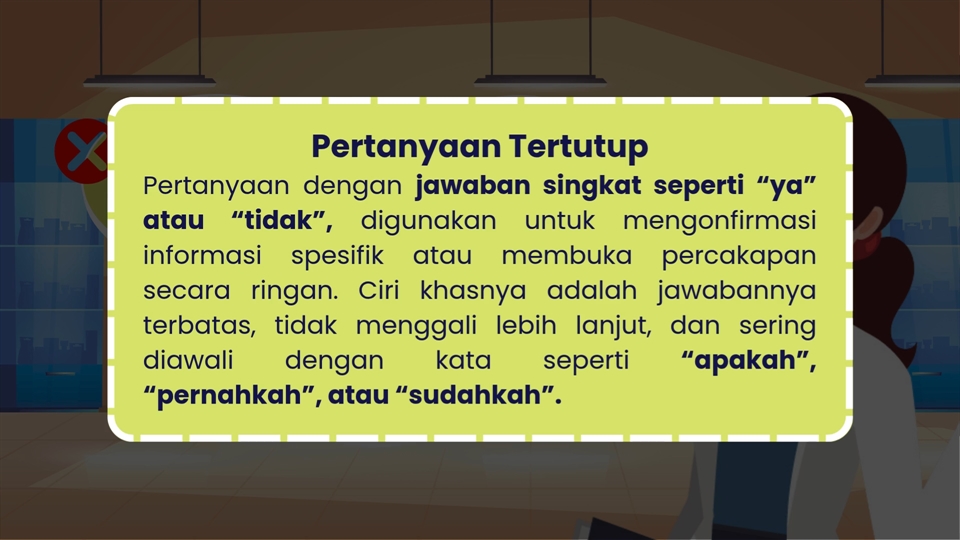 Pertanyaan Tertutup
Pertanyaan dengan jawaban singkat seperti “ya”
atau “tidak”, digunakan untuk mengonfirmasi
informasi spesifik atau membuka percakapan
secara ringan. Ciri khasnya adalah jawabannya
terbatas, tidak menggali lebih lanjut, dan sering
diawali dengan kata seperti “apakah”,
“pernahkah”, atau “sudahkah”.